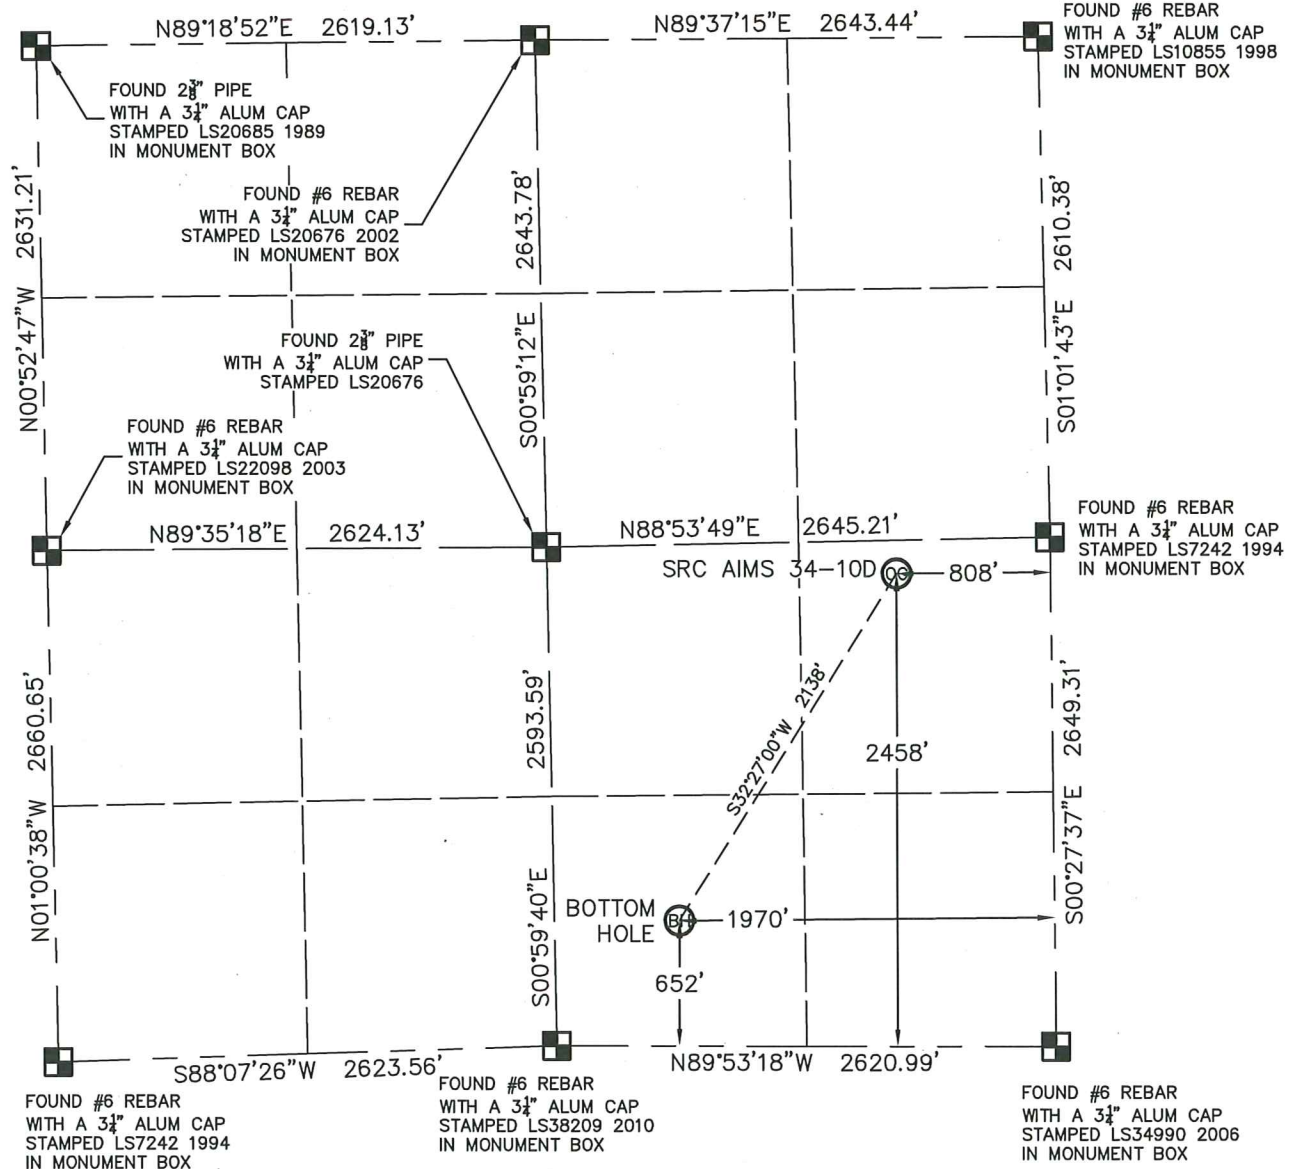 N89°18'52"E 2619.13'
N89°37'15"E 2643.44'
FOUND #6 REBAR
WITH A 3¼" ALUM CAP
STAMPED LS10855 1998
IN MONUMENT BOX
FOUND 2⅜" PIPE
WITH A 3¼" ALUM CAP
STAMPED LS20685 1989
IN MONUMENT BOX
FOUND #6 REBAR
WITH A 3¼" ALUM CAP
STAMPED LS20676 2002
IN MONUMENT BOX
N00°52'47"W 2631.21'
S00°59'12"E 2643.78'
S01°01'43"E 2610.38'
FOUND 2⅜" PIPE
WITH A 3¼" ALUM CAP
STAMPED LS20676
FOUND #6 REBAR
WITH A 3¼" ALUM CAP
STAMPED LS22098 2003
IN MONUMENT BOX
N89°35'18"E 2624.13'
N88°53'49"E 2645.21'
FOUND #6 REBAR
WITH A 3¼" ALUM CAP
STAMPED LS7242 1994
IN MONUMENT BOX
SRC AIMS 34-10D OG 808'
N01°00'38"W 2660.65'
S00°59'40"E 2593.59'
S32°27'00"W 2138'
2458'
S00°27'37"E 2649.31'
BOTTOM
HOLE
BH 1970'
652'
S88°07'26"W 2623.56'
N89°53'18"W 2620.99'
FOUND #6 REBAR
WITH A 3¼" ALUM CAP
STAMPED LS7242 1994
IN MONUMENT BOX
FOUND #6 REBAR
WITH A 3¼" ALUM CAP
STAMPED LS38209 2010
IN MONUMENT BOX
FOUND #6 REBAR
WITH A 3¼" ALUM CAP
STAMPED LS34990 2006
IN MONUMENT BOX